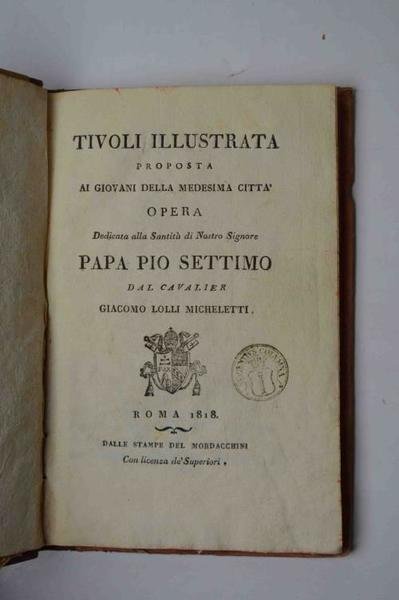 TIVOLI ILLUSTRATA
PROPOSTA
AI GIOVANI DELLA MEDESIMA CITTA'
OPERA
Dedicata alla Santità di Nostro Signore
PAPA PIO SETTIMO
DAL CAVALIER
GIACOMO LOLLI MICHELETTI.
ROMA 1818.
DALLE STAMPE DEL MORDACCHINI
Con licenza de' Superiori.